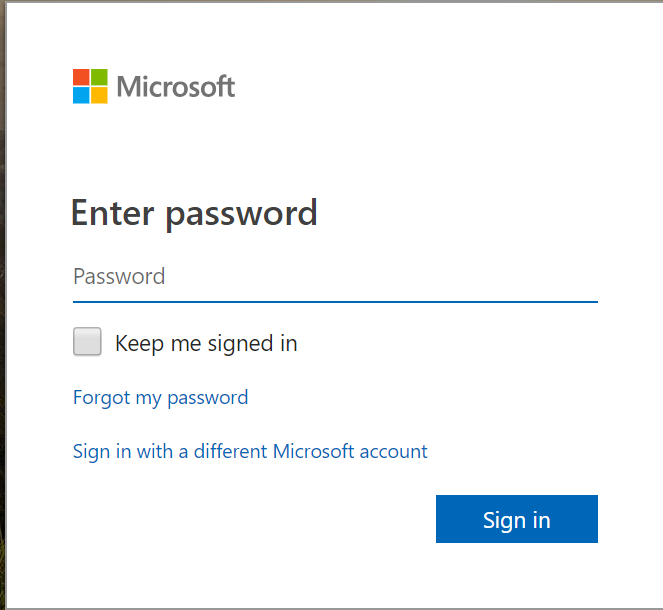 Microsoft
Enter password
Password
Keep me signed in
Forgot my password
Sign in with a different Microsoft account
Sign in